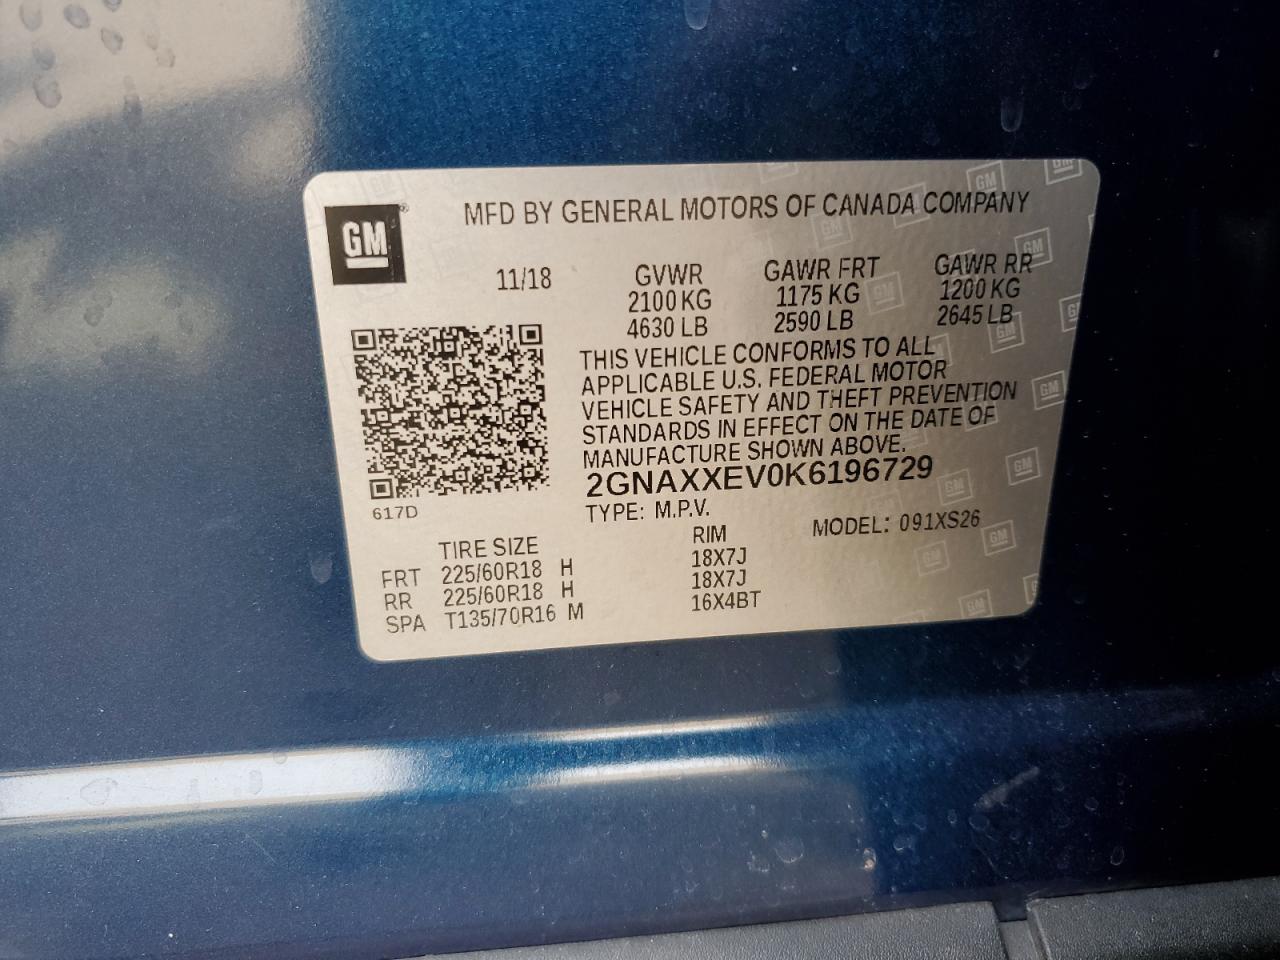 GM
MFD BY GENERAL MOTORS OF CANADA COMPANY
11/18 GVWR GAWR FRT GAWR RR
2100 KG 1175 KG 1200 KG
4630 LB 2590 LB 2645 LB
THIS VEHICLE CONFORMS TO ALL
APPLICABLE U.S. FEDERAL MOTOR
VEHICLE SAFETY AND THEFT PREVENTION
STANDARDS IN EFFECT ON THE DATE OF
MANUFACTURE SHOWN ABOVE.
2GNAXXEV0K6196729
617D
TYPE: M.P.V.
MODEL: 091XS26
TIRE SIZE RIM
FRT 225/60R18 H 18X7J
RR 225/60R18 H 18X7J
SPA T135/70R16 M 16X4BT